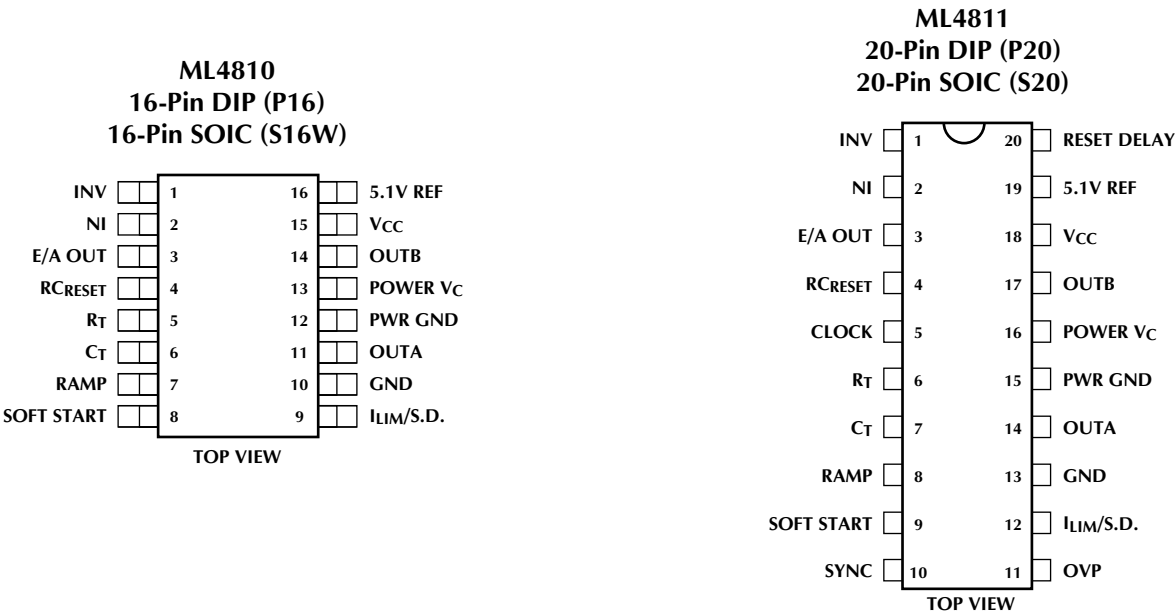 ML4810
16-Pin DIP (P16)
16-Pin SOIC (S16W)
INV 1 16 5.1V REF
NI 2 15 VCC
E/A OUT 3 14 OUTB
RCRESET 4 13 POWER VC
RT 5 12 PWR GND
CT 6 11 OUTA
RAMP 7 10 GND
SOFT START 8 9 ILIM/S.D.
TOP VIEW
ML4811
20-Pin DIP (P20)
20-Pin SOIC (S20)
INV 1 20 RESET DELAY
NI 2 19 5.1V REF
E/A OUT 3 18 VCC
RCRESET 4 17 OUTB
CLOCK 5 16 POWER VC
RT 6 15 PWR GND
CT 7 14 OUTA
RAMP 8 13 GND
SOFT START 9 12 ILIM/S.D.
SYNC 10 11 OVP
TOP VIEW